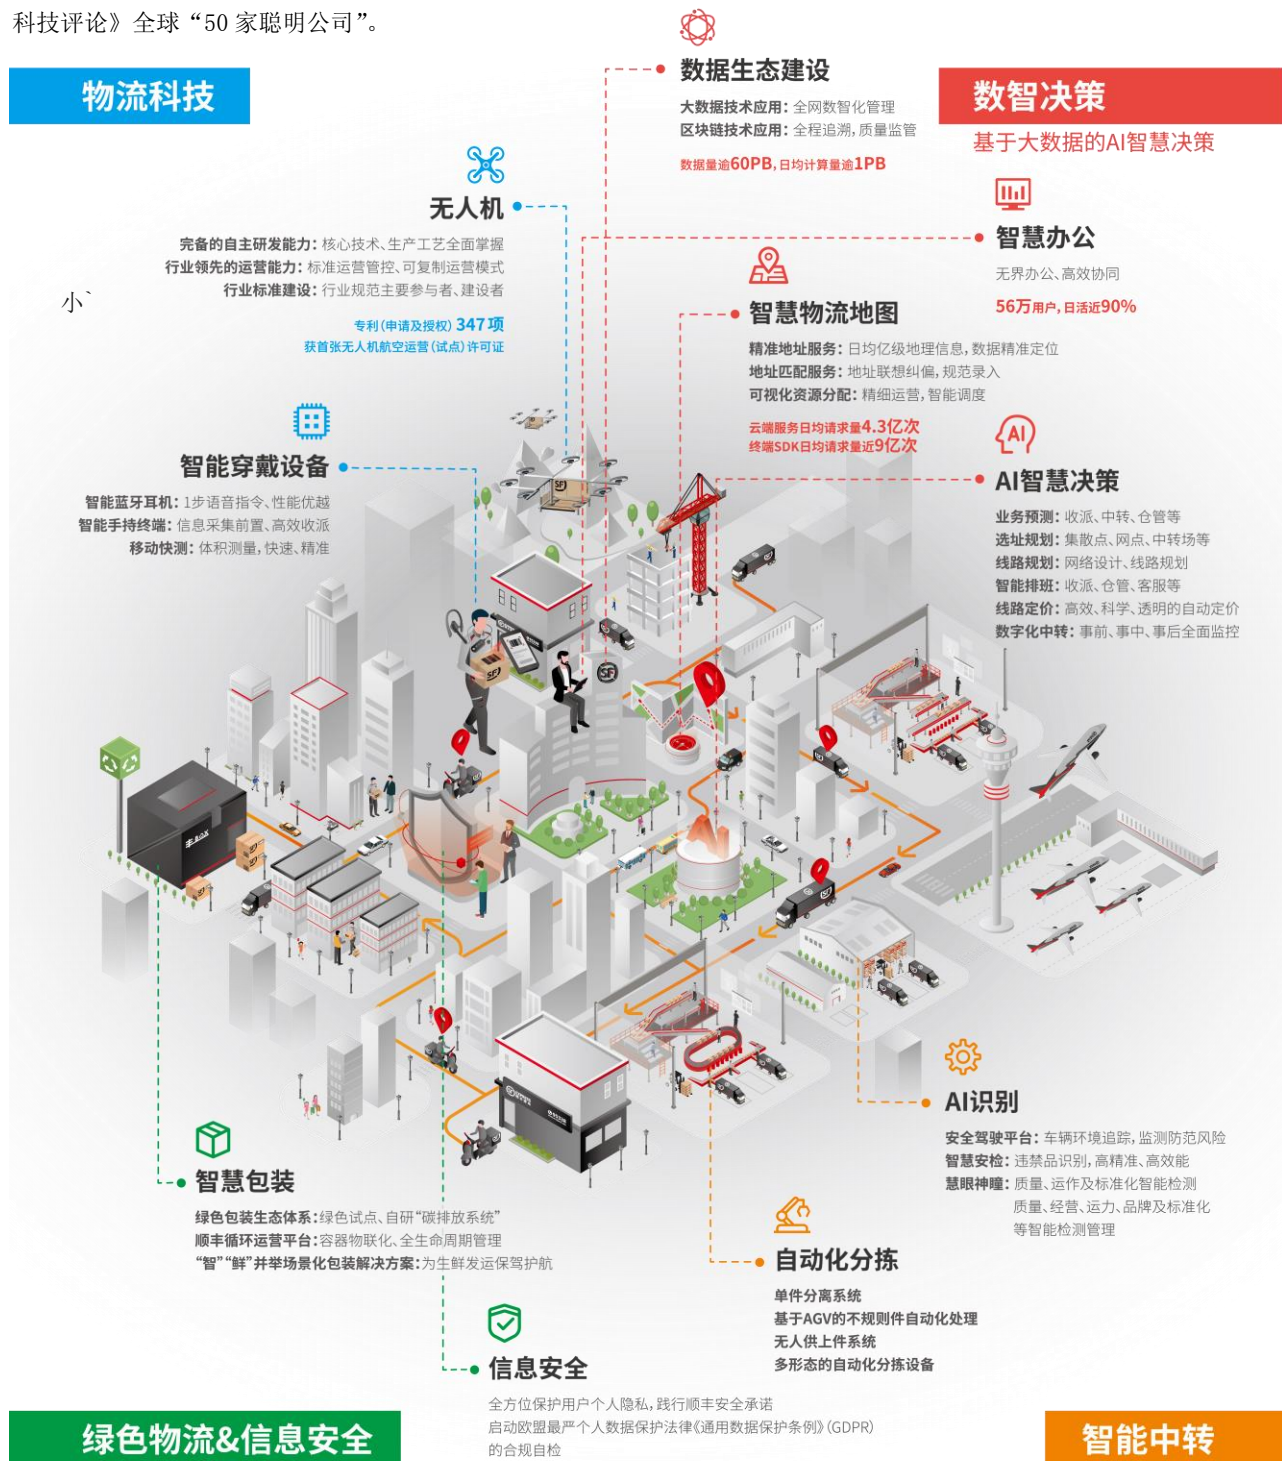 科技评论》全球“50 家聪明公司”。
物流科技
数据生态建设
大数据技术应用：全网数智化管理
区块链技术应用：全程追溯，质量监管
数据量逾60PB，日均计算量逾1PB
数智决策
基于大数据的AI智慧决策
无人机
完备的自主研发能力：核心技术、生产工艺全面掌握
行业领先的运营能力：标准运营管控、可复制运营模式
行业标准建设：行业规范主要参与者、建设者
专利（申请及授权）347项
获首张无人机航空运营（试点）许可证
小`
智慧办公
无界办公、高效协同
56万用户，日活近90%
智慧物流地图
精准地址服务：日均亿级地理信息，数据精准定位
地址匹配服务：地址联想纠偏，规范录入
可视化资源分配：精细运营，智能调度
云端服务日均请求量4.3亿次
终端SDK日均请求量近9亿次
智能穿戴设备
智能蓝牙耳机：1步语音指令、性能优越
智能手持终端：信息采集前置、高效收派
移动快测：体积测量，快速、精准
AI
AI智慧决策
业务预测：收派、中转、仓管等
选址规划：集散点、网点、中转场等
线路规划：网络设计、线路规划
智能排班：收派、仓管、客服等
线路定价：高效、科学、透明的自动定价
数字化中转：事前、事中、事后全面监控
SF
SF
SF
AI
AI识别
安全驾驶平台：车辆环境追踪，监测防范风险
智慧安检：违禁品识别，高精准、高效能
慧眼神瞳：质量、运作及标准化智能检测
质量、经营、运力、品牌及标准化
等智能检测管理
智慧包装
绿色包装生态体系：绿色试点、自研“碳排放系统”
顺丰循环运营平台：容器物联化、全生命周期管理
“智”“鲜”并举场景化包装解决方案：为生鲜发运保驾护航
自动化分拣
单件分离系统
基于AGV的不规则件自动化处理
无人供上件系统
多形态的自动化分拣设备
信息安全
全方位保护用户个人隐私，践行顺丰安全承诺
启动欧盟最严个人数据保护法律《通用数据保护条例》（GDPR）
的合规自检
绿色物流&信息安全
智能中转